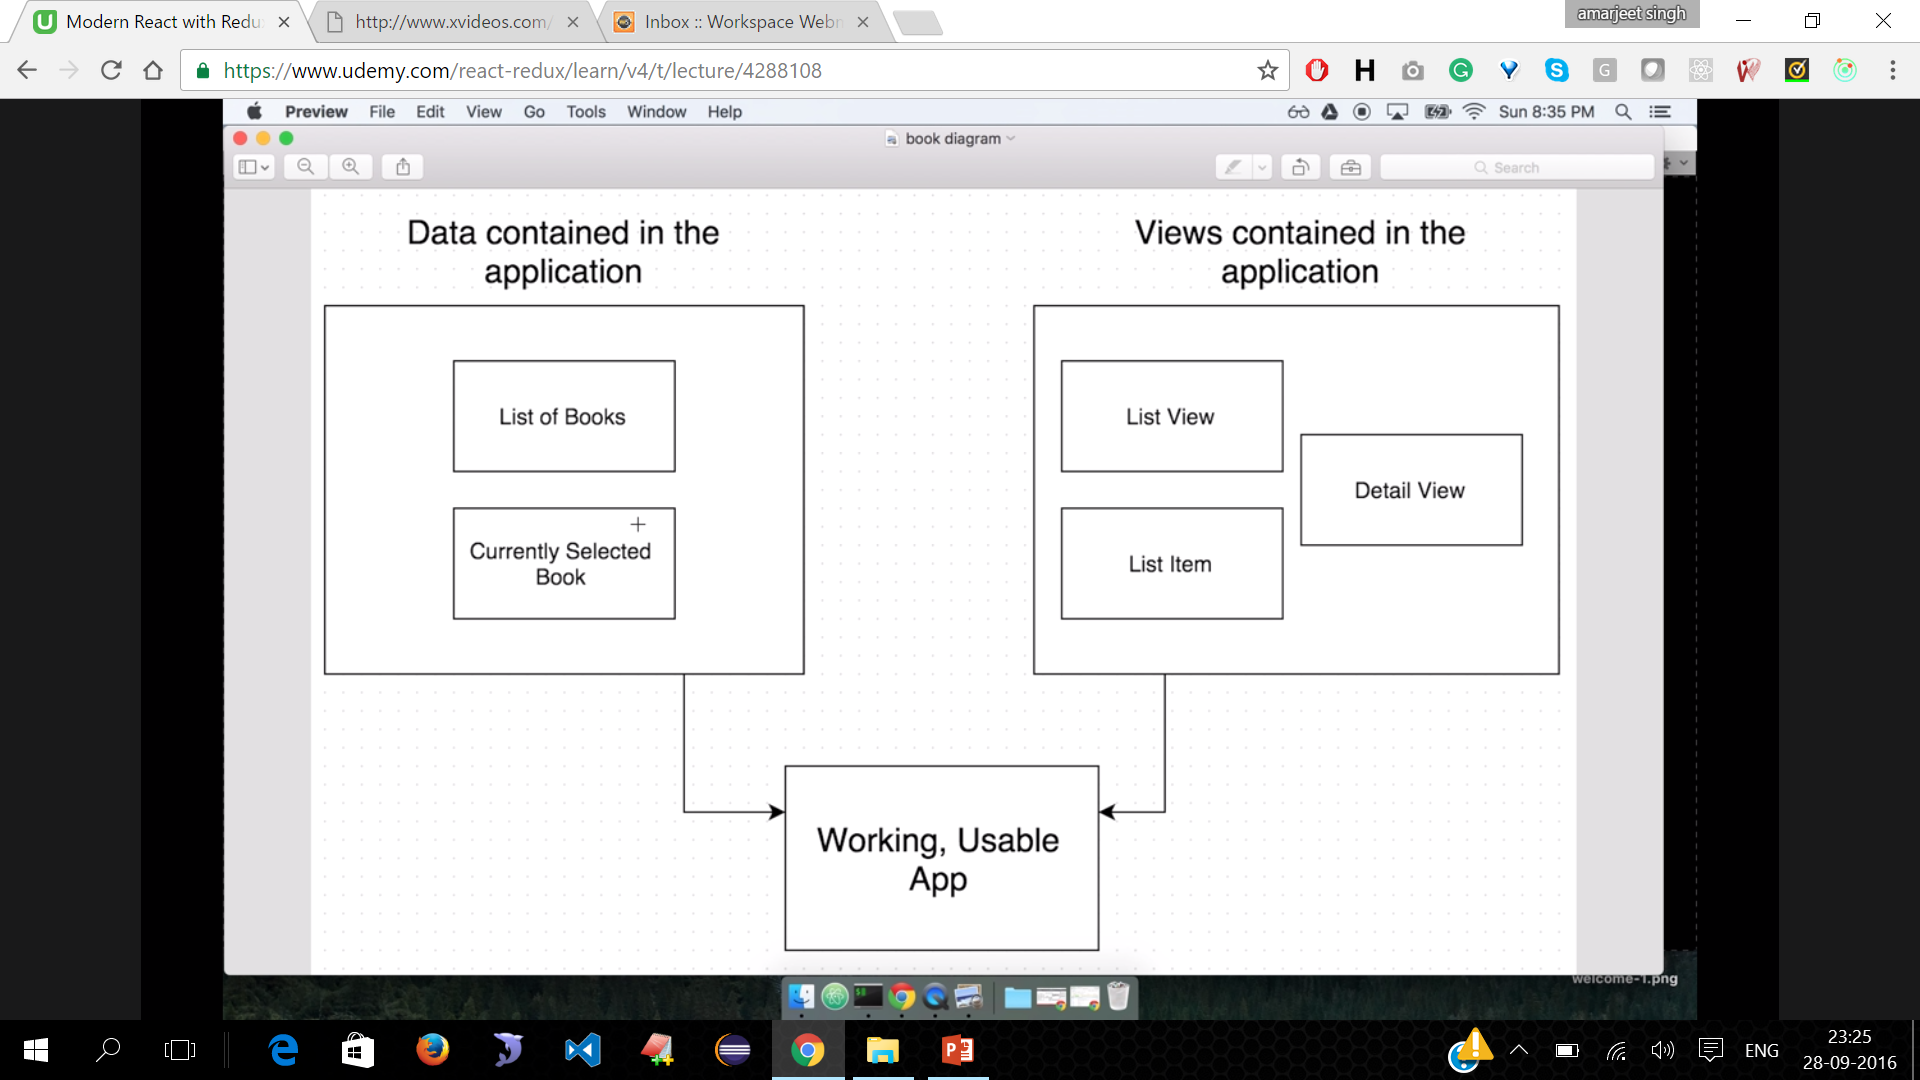 amarjeet singh
Modern React with Redu
http://www.xvideos.com/
Inbox :: Workspace Webm
https://www.udemy.com/react-redux/learn/v4/t/lecture/4288108
Preview File Edit View Go Tools Window Help
Sun 8:35 PM
book diagram
Search
Data contained in the
application
Views contained in the
application
List of Books
Currently Selected
Book
List View
Detail View
List Item
Working, Usable
App
welcome-1.png
ENG
23:25
28-09-2016